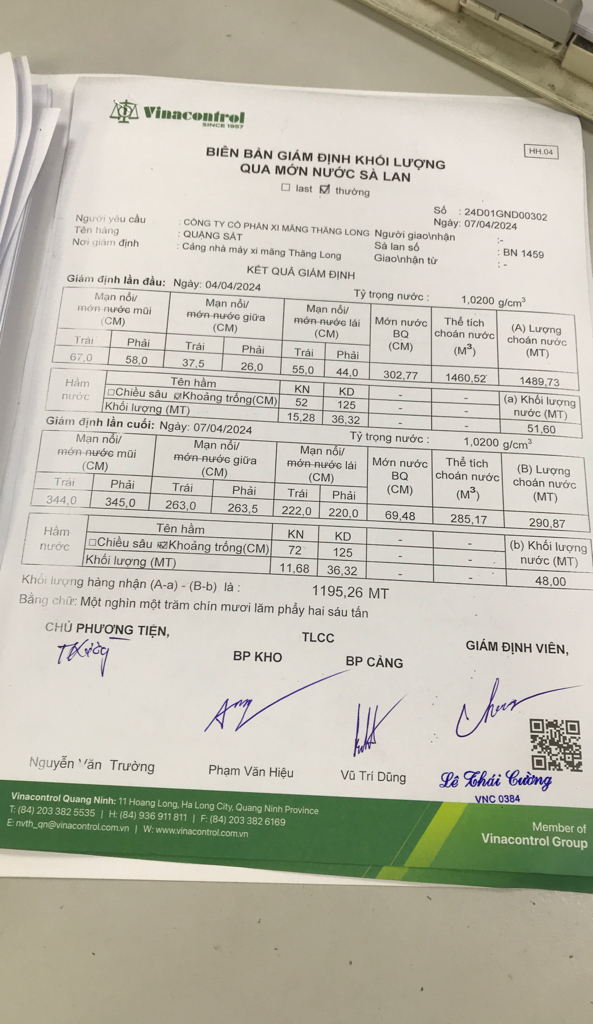 Vinacontrol
SINCE 1957
HH.04
BIÊN BẢN GIÁM ĐỊNH KHỐI LƯỢNG
QUA MỚN NƯỚC SÀ LAN
☐ last ☑ thường
Số : 24D01GND00302
Ngày: 07/04/2024
Người yêu cầu : CÔNG TY CỔ PHẦN XI MĂNG THĂNG LONG Người giao\nhận :-
Tên hàng : QUẶNG SẮT Sà lan số : BN 1459
Nơi giám định : Cảng nhà máy xi măng Thăng Long Giao\nhận từ : -
KẾT QUẢ GIÁM ĐỊNH
Giám định lần đầu: Ngày: 04/04/2024 Tỷ trọng nước : 1,0200 g/cm³
Mạn nổi/ mớn nước mũi (CM) Mạn nổi/ mớn nước giữa (CM) Mạn nổi/ mớn nước lái (CM) Mớn nước BQ (CM) Thể tích choán nước (M³) (A) Lượng choán nước (MT)
Trái Phải Trái Phải Trái Phải
67,0 58,0 37,5 26,0 55,0 44,0 302,77 1460,52 1489,73
Hầm nước Tên hầm KN KD - - (a) Khối lượng nước (MT)
☐Chiều sâu ☑Khoảng trống(CM) 52 125 - -
Khối lượng (MT) 15,28 36,32 - - 51,60
Giám định lần cuối: Ngày: 07/04/2024 Tỷ trọng nước : 1,0200 g/cm³
Mạn nổi/ mớn nước mũi (CM) Mạn nổi/ mớn nước giữa (CM) Mạn nổi/ mớn nước lái (CM) Mớn nước BQ (CM) Thể tích choán nước (M³) (B) Lượng choán nước (MT)
Trái Phải Trái Phải Trái Phải
344,0 345,0 263,0 263,5 222,0 220,0 69,48 285,17 290,87
Hầm nước Tên hầm KN KD - - (b) Khối lượng nước (MT)
☐Chiều sâu ☑Khoảng trống(CM) 72 125 - -
Khối lượng (MT) 11,68 36,32 - - 48,00
Khối lượng hàng nhận (A-a) - (B-b) là : 1195,26 MT
Bằng chữ: Một nghìn một trăm chín mươi lăm phẩy hai sáu tấn
CHỦ PHƯƠNG TIỆN, TLCC GIÁM ĐỊNH VIÊN,
BP KHO BP CẢNG
Nguyễn Văn Trường Phạm Văn Hiệu Vũ Trí Dũng Lê Thái Cường
VNC 0384
Vinacontrol Quang Ninh: 11 Hoang Long, Ha Long City, Quang Ninh Province
T: (84) 203 382 5535 | H: (84) 936 911 811 | F: (84) 203 382 6169
E: nvth_qn@vinacontrol.com.vn | W: www.vinacontrol.com.vn
Member of
Vinacontrol Group